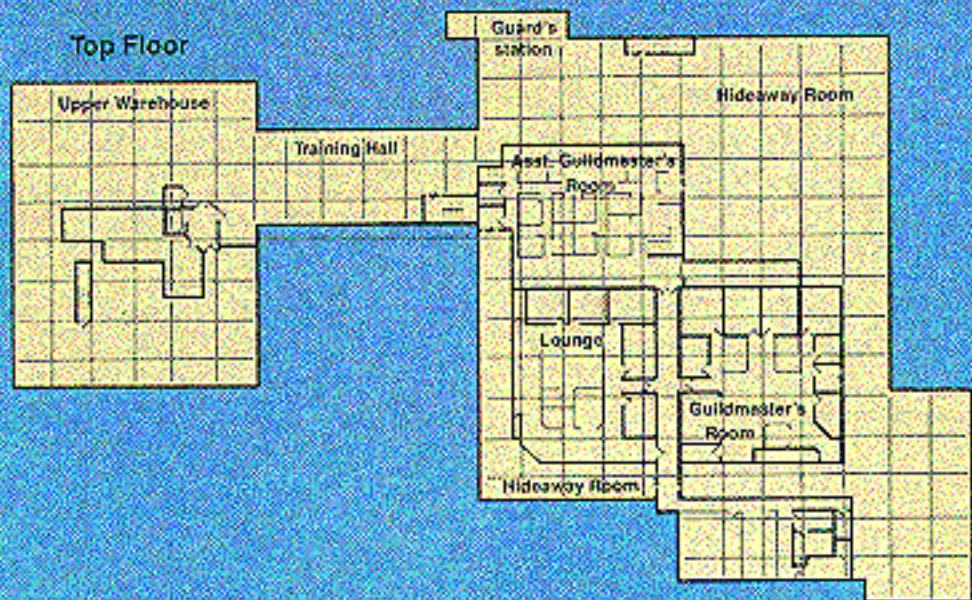 Top Floor
Guard's
station
Upper Warehouse
Hideaway Room
Training Hall
Asst. Guildmaster's
Room
Lounge
Guildmaster's
Room
Hideaway Room